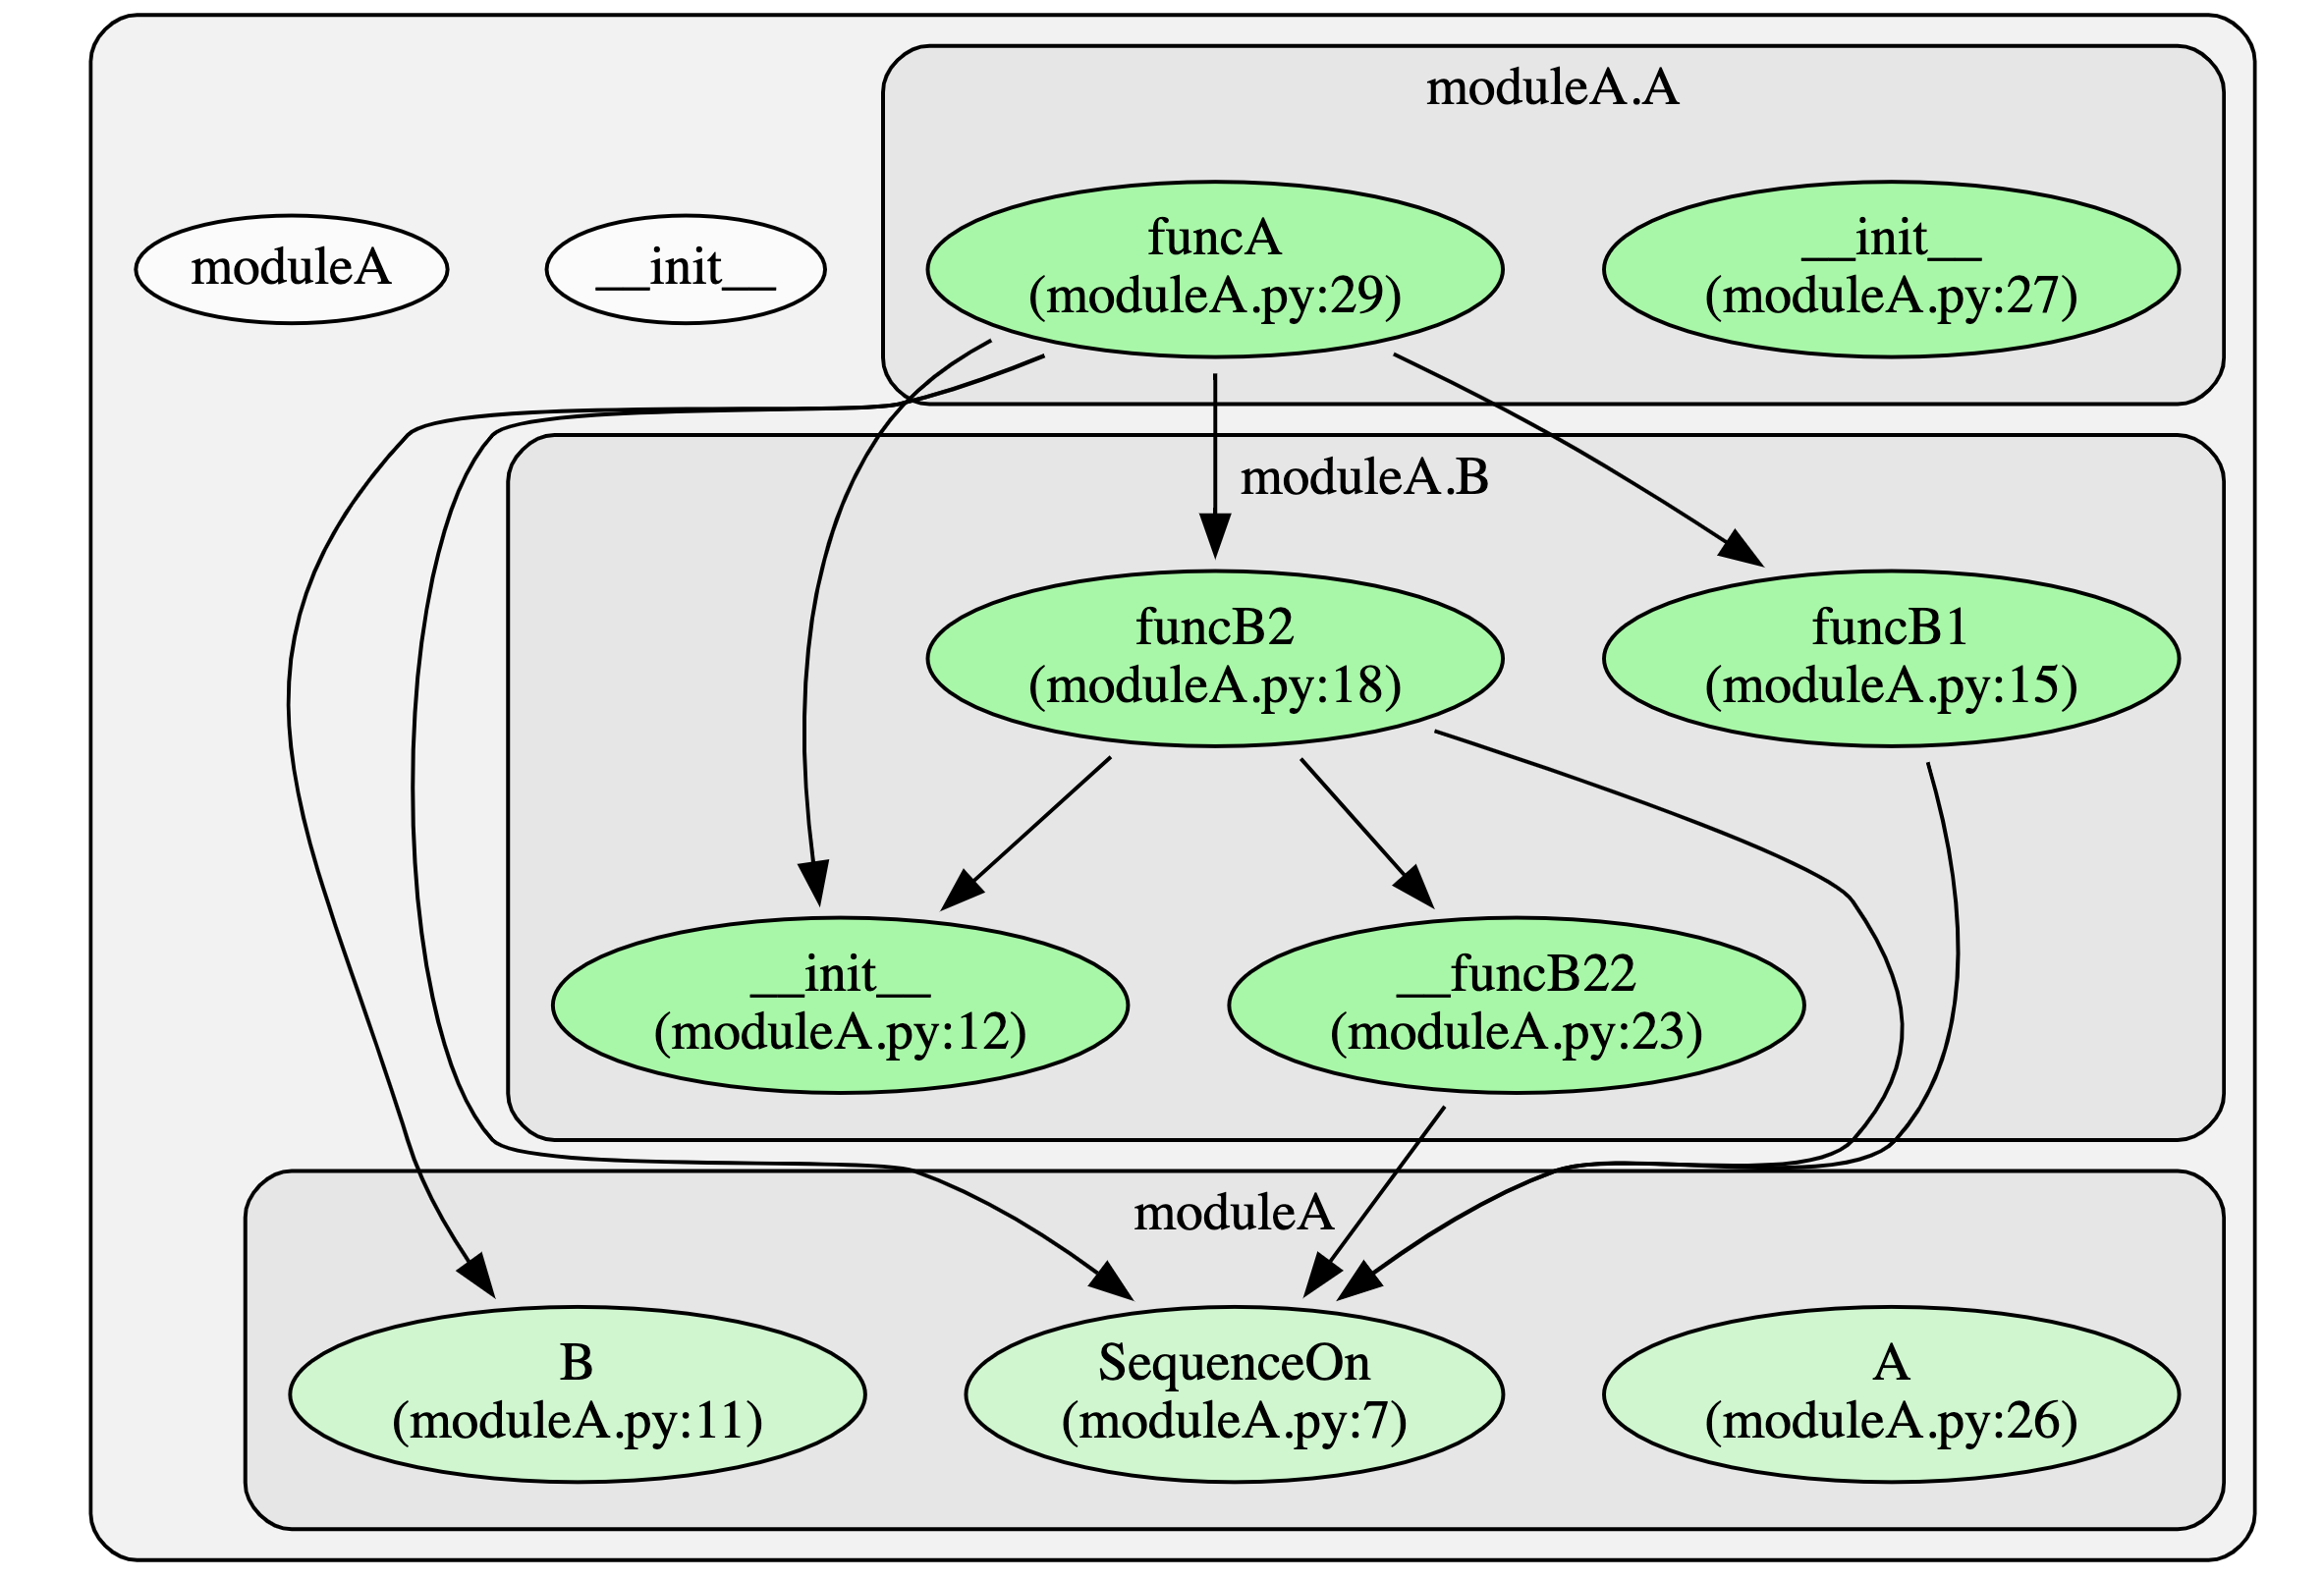 moduleA.A
moduleA
__init__
funcA
(moduleA.py:29)
__init__
(moduleA.py:27)
moduleA.B
funcB2
(moduleA.py:18)
funcB1
(moduleA.py:15)
__init__
(moduleA.py:12)
__funcB22
(moduleA.py:23)
moduleA
B
(moduleA.py:11)
SequenceOn
(moduleA.py:7)
A
(moduleA.py:26)